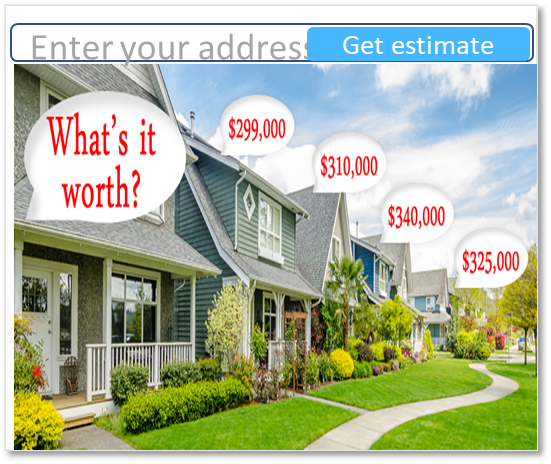 Enter your address
Get estimate
What's it
worth?
$299,000
$310,000
$340,000
$325,000